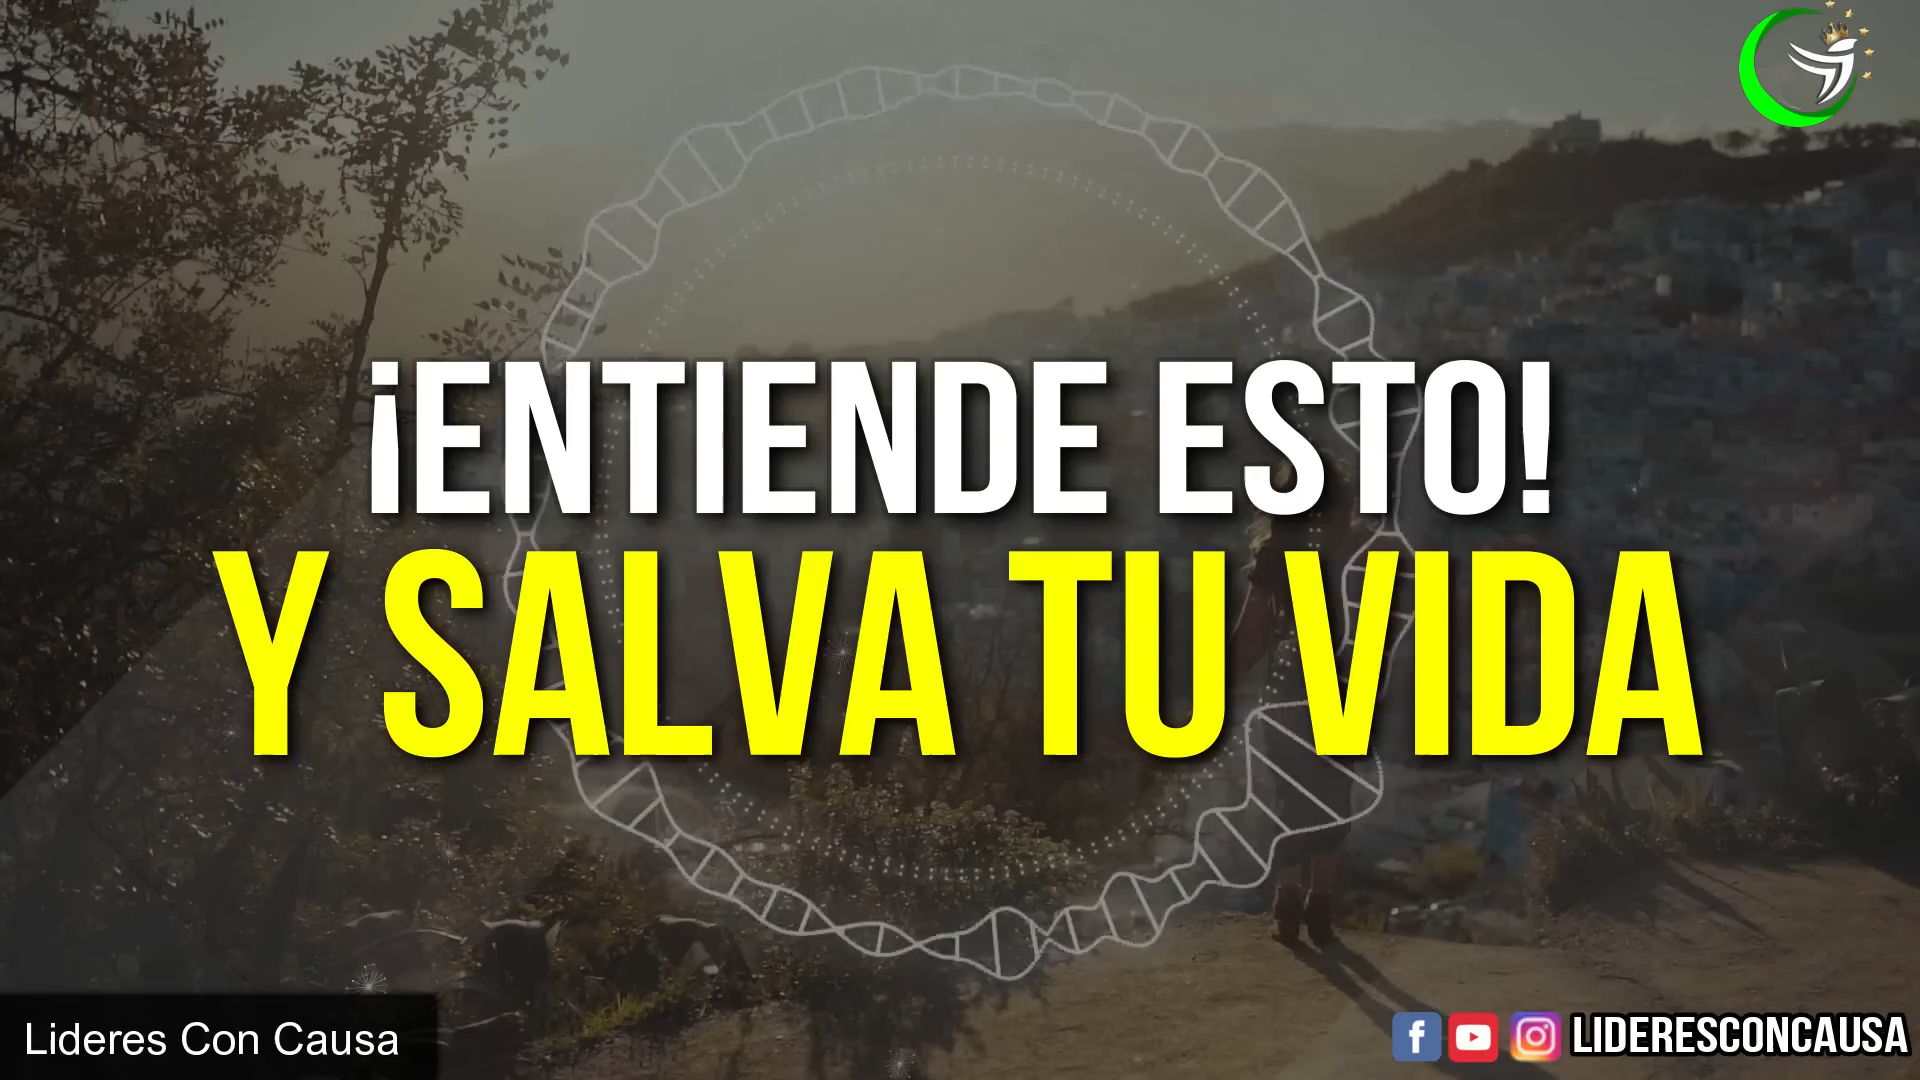 ¡ENTIENDE ESTO!
Y SALVA TU VIDA
Lideres Con Causa
LIDERESCONCAUSA